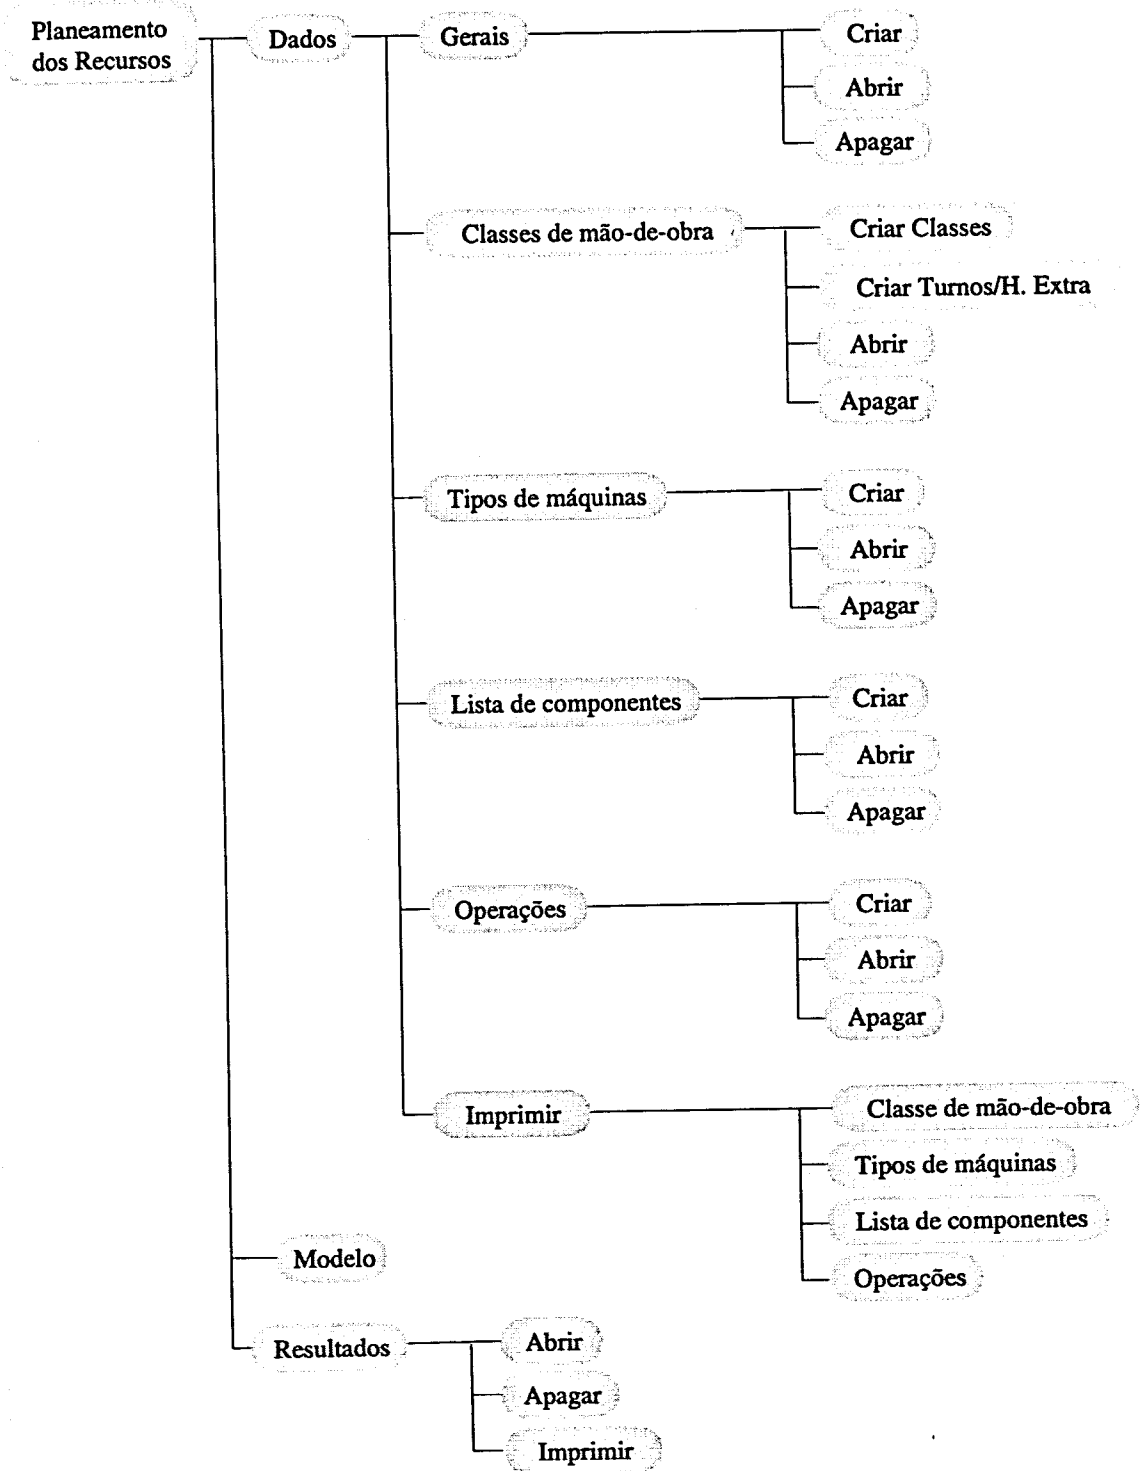 Planeamento
dos Recursos
Dados
Gerais
Criar
Abrir
Apagar
Classes de mão-de-obra
Criar Classes
Criar Turnos/H. Extra
Abrir
Apagar
Tipos de máquinas
Criar
Abrir
Apagar
Lista de componentes
Criar
Abrir
Apagar
Operações
Criar
Abrir
Apagar
Imprimir
Classe de mão-de-obra
Tipos de máquinas
Lista de componentes
Operações
Modelo
Resultados
Abrir
Apagar
Imprimir